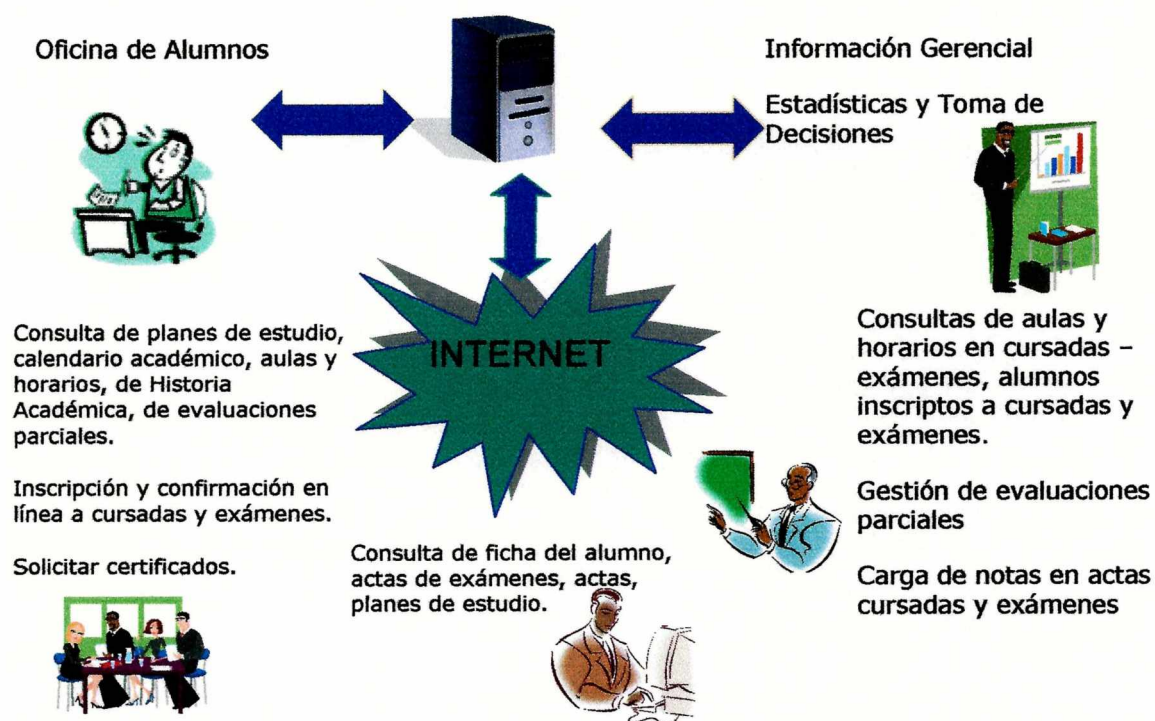 Oficina de Alumnos
Información Gerencial
Estadísticas y Toma de
Decisiones
INTERNET
Consulta de planes de estudio,
calendario académico, aulas y
horarios, de Historia
Académica, de evaluaciones
parciales.
Inscripción y confirmación en
línea a cursadas y exámenes.
Solicitar certificados.
Consulta de ficha del alumno,
actas de exámenes, actas,
planes de estudio.
Consultas de aulas y
horarios en cursadas –
exámenes, alumnos
inscriptos a cursadas y
exámenes.
Gestión de evaluaciones
parciales
Carga de notas en actas
cursadas y exámenes